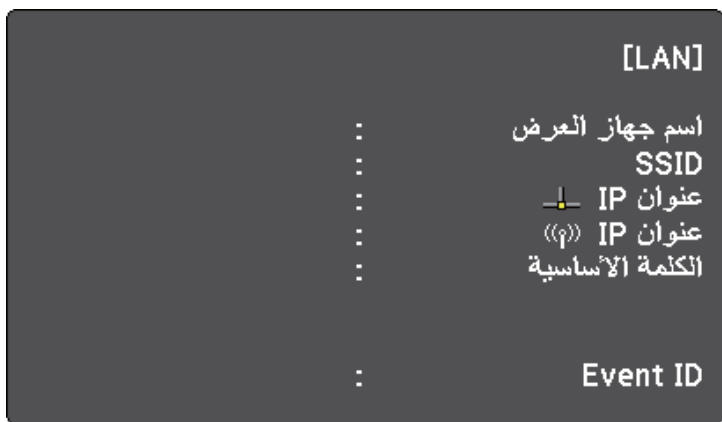 [LAN]
اسم جهاز العرض :
SSID :
عنوان IP :
عنوان IP :
الكلمة الأساسية :
Event ID :